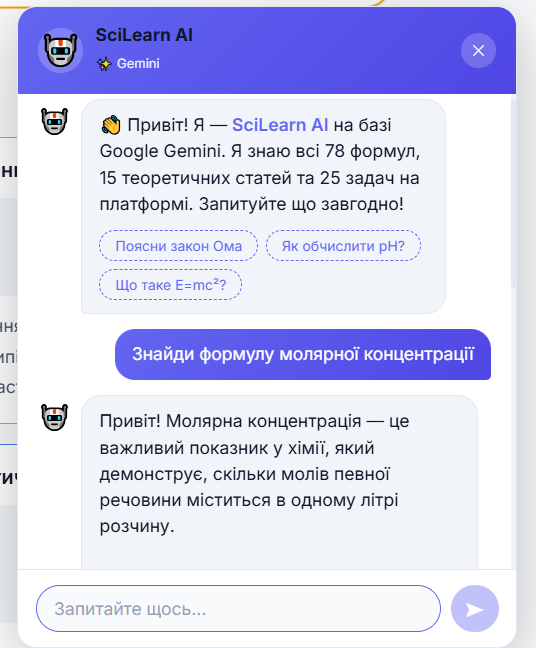 SciLearn AI
✨ Gemini
👋 Привіт! Я — SciLearn AI на базі
Google Gemini. Я знаю всі 78 формул,
15 теоретичних статей та 25 задач на
платформі. Запитуйте що завгодно!
Поясни закон Ома
Як обчислити pH?
Що таке E=mc²?
Знайди формулу молярної концентрації
Привіт! Молярна концентрація — це
важливий показник у хімії, який
демонструє, скільки молів певної
речовини міститься в одному літрі
розчину.
Запитайте щось...